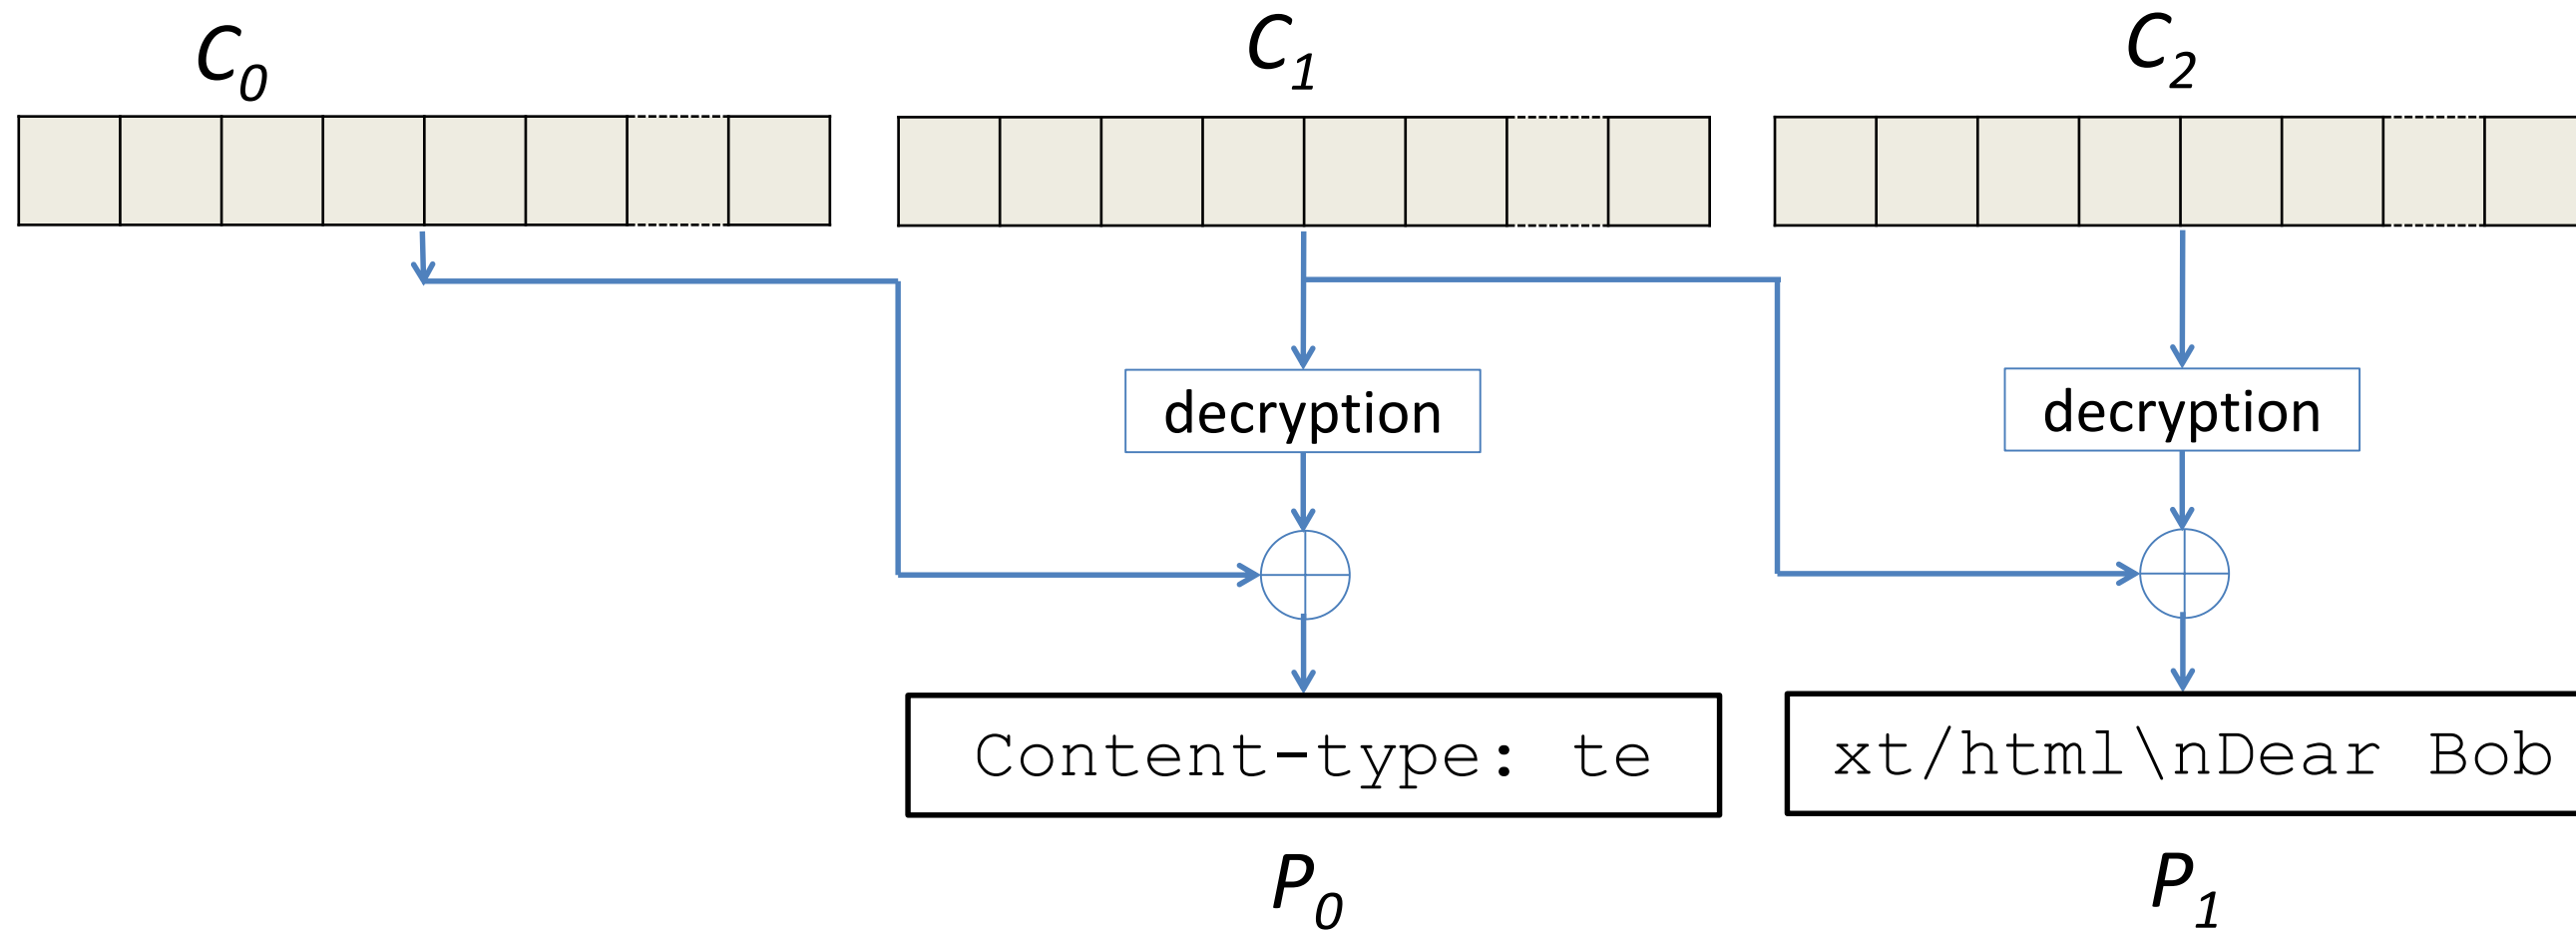 C0 C1 C2
decryption decryption
Content-type: te xt/html\nDear Bob
P0 P1